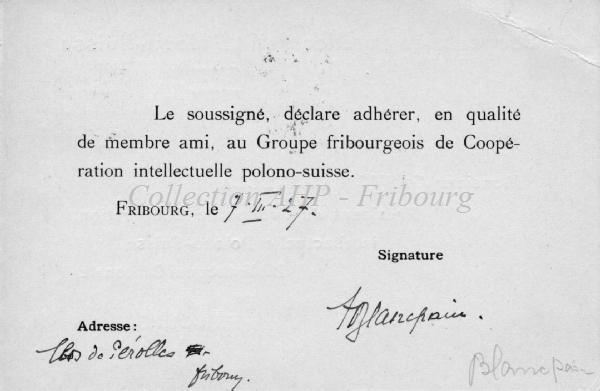 Le soussigné, déclare adhérer, en qualité
de membre ami, au Groupe fribourgeois de Coopé-
ration intellectuelle polono-suisse.
Collection AHP - Fribourg
FRIBOURG, le 7. III. 27.
Signature
ABlancpain.
Adresse:
Clos de Pérolles
fribourg.
Blancpain